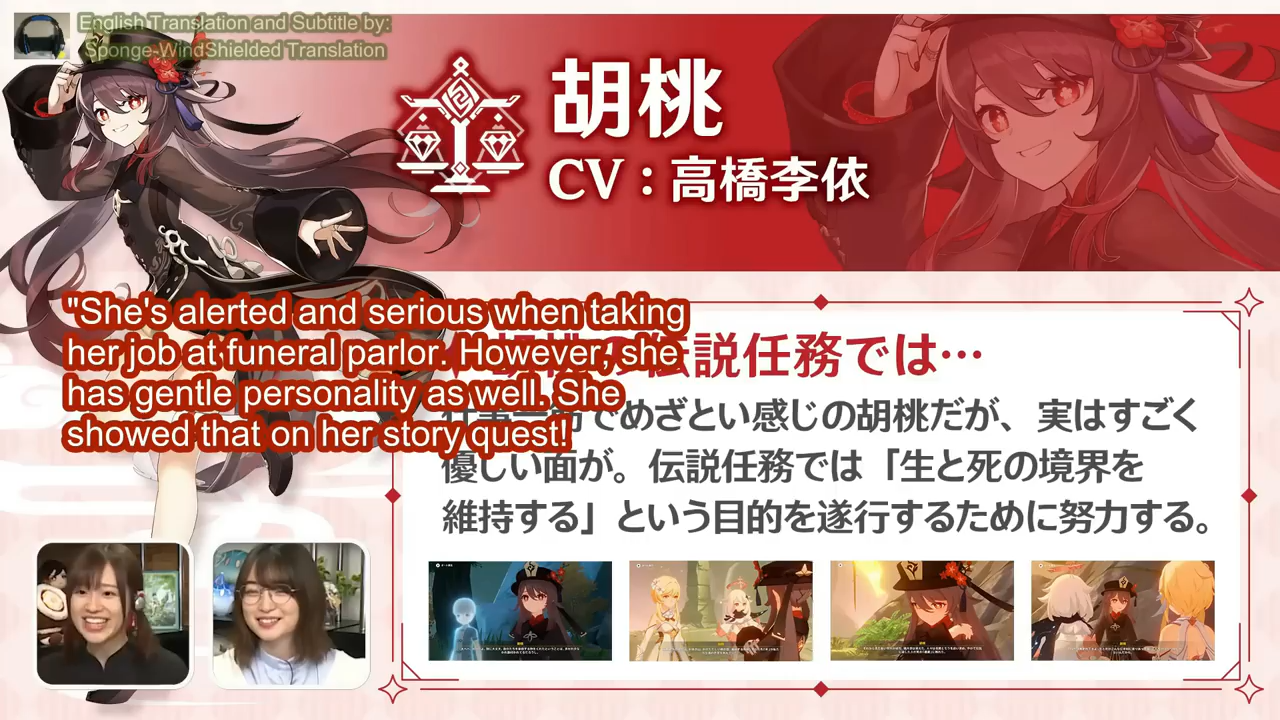 English Translation and Subtitle by:
Sponge-WindShielded Translation
胡桃
CV：高橋李依
"She's alerted and serious when taking
her job at funeral parlor. However, she
has gentle personality as well. She
showed that on her story quest!
伝説任務では…
でめざとい感じの胡桃だが、実はすごく
優しい面が。伝説任務では「生と死の境界を
維持する」という目的を遂行するために努力する。